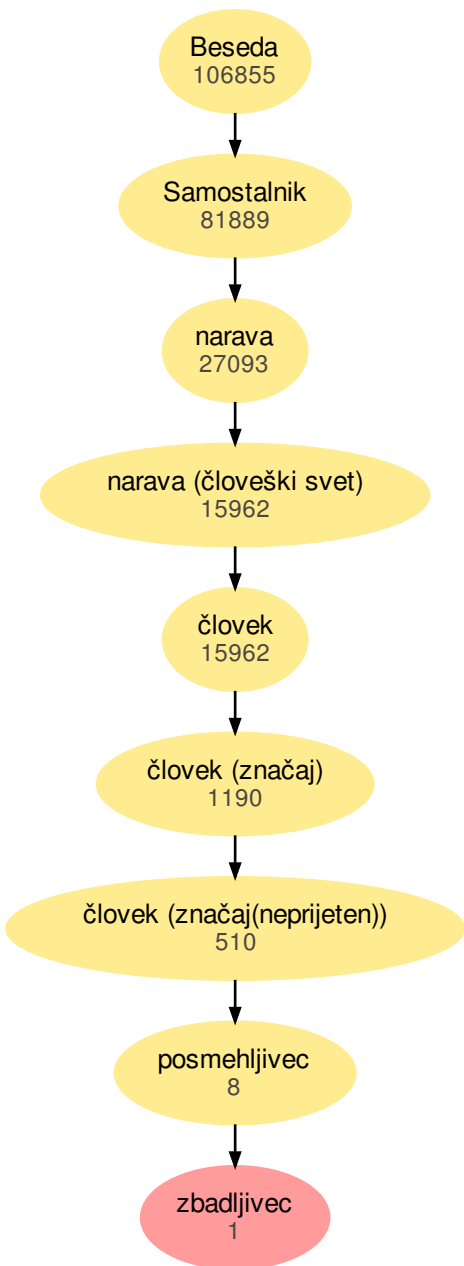 Beseda
106855
Samostalnik
81889
narava
27093
narava (človeški svet)
15962
človek
15962
človek (značaj)
1190
človek (značaj(neprijeten))
510
posmehljivec
8
zbadljivec
1